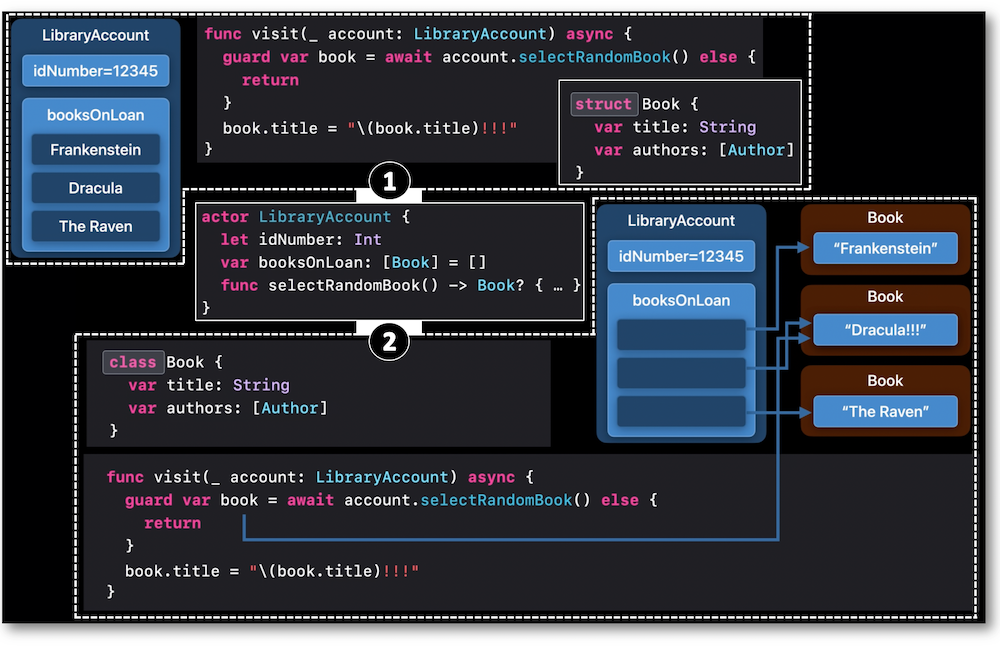 LibraryAccount
idNumber=12345
booksOnLoan
Frankenstein
Dracula
The Raven
func visit(_ account: LibraryAccount) async {
guard var book = await account.selectRandomBook() else {
return
}
book.title = "\(book.title)!!!"
}
struct Book {
var title: String
var authors: [Author]
}
1
actor LibraryAccount {
let idNumber: Int
var booksOnLoan: [Book] = []
func selectRandomBook() -> Book? { … }
}
LibraryAccount
idNumber=12345
booksOnLoan
Book
“Frankenstein”
Book
“Dracula!!!”
Book
“The Raven”
2
class Book {
var title: String
var authors: [Author]
}
func visit(_ account: LibraryAccount) async {
guard var book = await account.selectRandomBook() else {
return
}
book.title = "\(book.title)!!!"
}